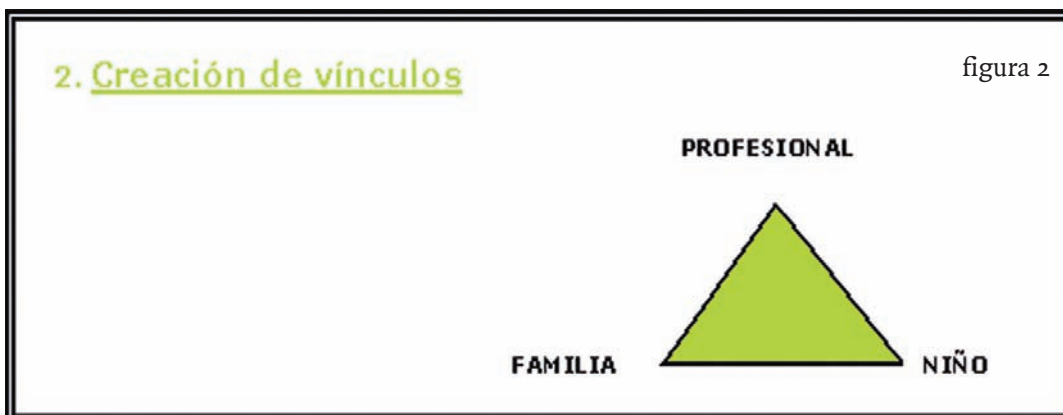 2. Creación de vínculos
figura 2
PROFESIONAL
FAMILIA
NIÑO